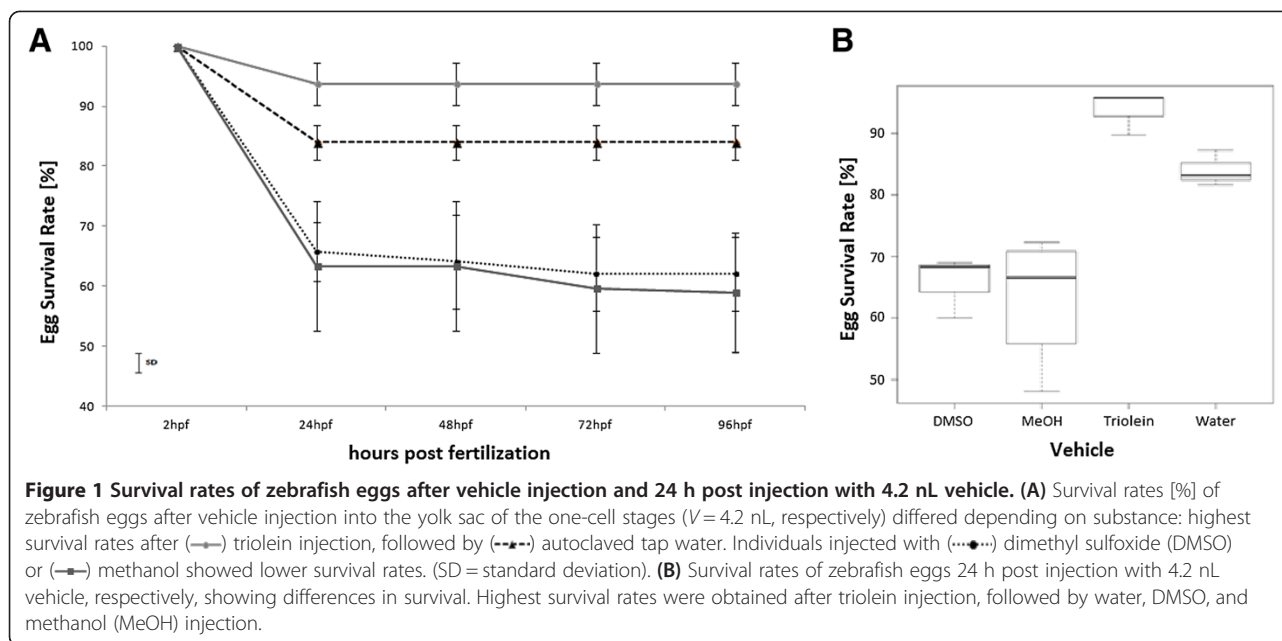 A
100
90
80
70
60
50
40
Egg Survival Rate [%]
SD
2hpf 24hpf 48hpf 72hpf 96hpf
hours post fertilization
B
90
80
70
60
50
Egg Survival Rate [%]
DMSO MeOH Triolein Water
Vehicle
Figure 1 Survival rates of zebrafish eggs after vehicle injection and 24 h post injection with 4.2 nL vehicle. (A) Survival rates [%] of
zebrafish eggs after vehicle injection into the yolk sac of the one-cell stages (V = 4.2 nL, respectively) differed depending on substance: highest
survival rates after (—) triolein injection, followed by (--▲--) autoclaved tap water. Individuals injected with (···●···) dimethyl sulfoxide (DMSO)
or (—■—) methanol showed lower survival rates. (SD = standard deviation). (B) Survival rates of zebrafish eggs 24 h post injection with 4.2 nL
vehicle, respectively, showing differences in survival. Highest survival rates were obtained after triolein injection, followed by water, DMSO, and
methanol (MeOH) injection.